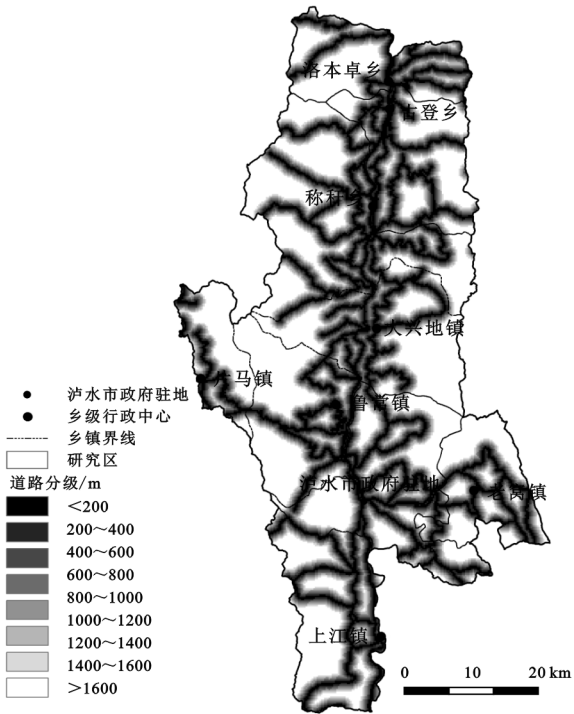 洛本卓乡
古登乡
称秆乡
大兴地镇
片马镇
鲁掌镇
泸水市政府驻地
老窝镇
上江镇
泸水市政府驻地
乡级行政中心
乡镇界线
研究区
道路分级/m
<200
200～400
400～600
600～800
800～1000
1000～1200
1200～1400
1400～1600
>1600
0 10 20 km